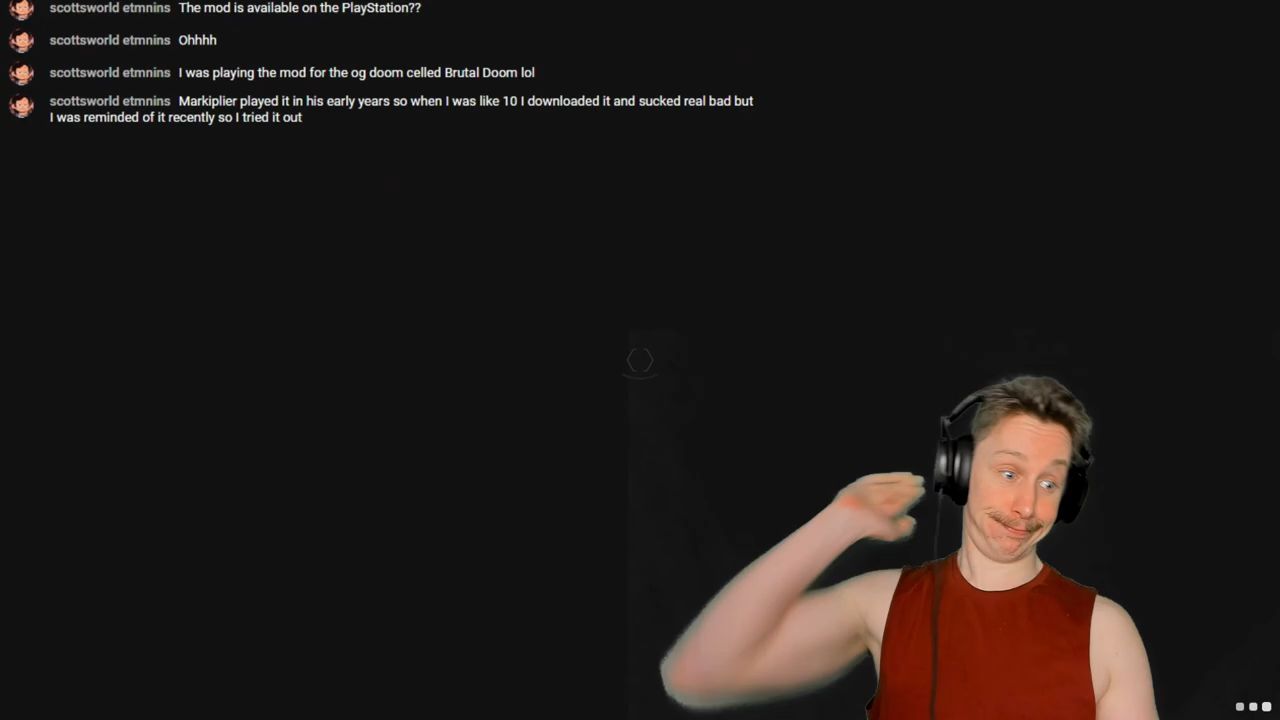 scottsworld etmnins The mod is available on the PlayStation??
scottsworld etmnins Ohhhh
scottsworld etmnins I was playing the mod for the og doom celled Brutal Doom lol
scottsworld etmnins Markiplier played it in his early years so when I was like 10 I downloaded it and sucked real bad but
I was reminded of it recently so I tried it out